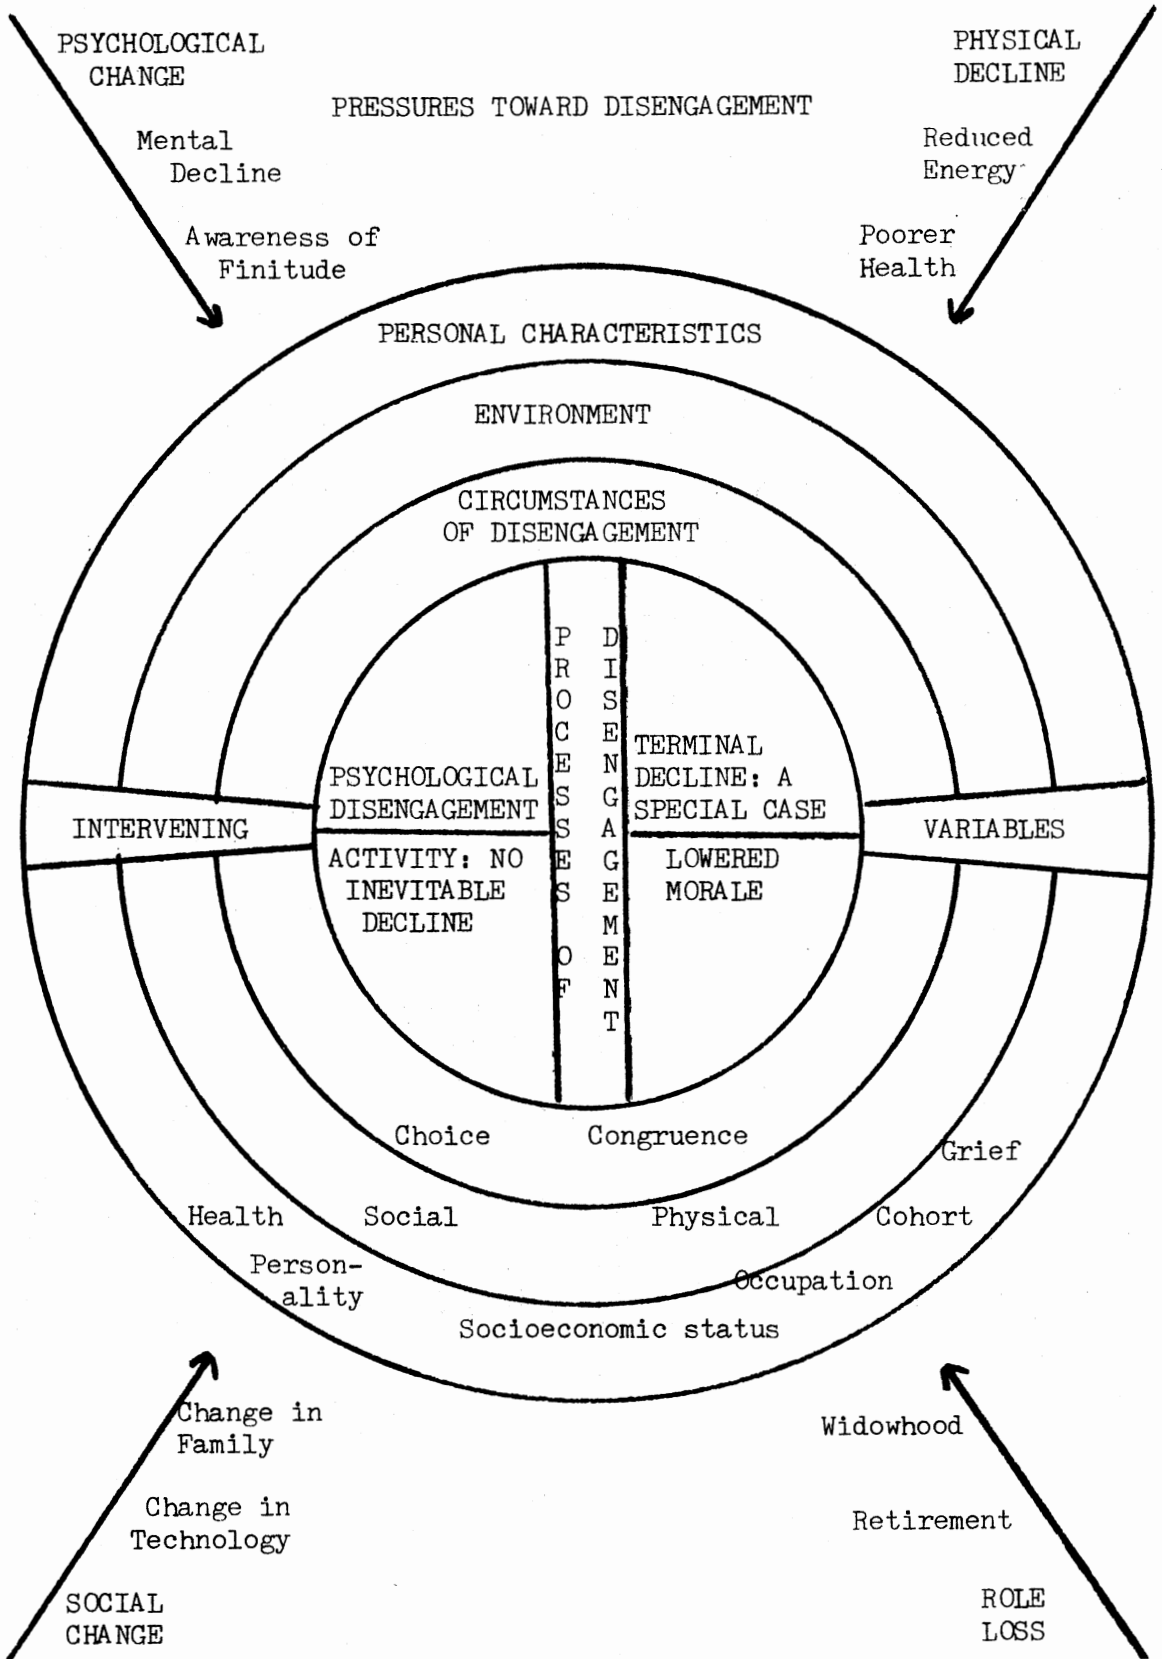 PSYCHOLOGICAL
CHANGE
PHYSICAL
DECLINE
PRESSURES TOWARD DISENGAGEMENT
Mental
Decline
Reduced
Energy
Awareness of
Finitude
Poorer
Health
PERSONAL CHARACTERISTICS
ENVIRONMENT
CIRCUMSTANCES
OF DISENGAGEMENT
PROCESSES OF
DISENGAGEMENT
PSYCHOLOGICAL
DISENGAGEMENT
TERMINAL
DECLINE: A
SPECIAL CASE
INTERVENING
VARIABLES
ACTIVITY: NO
INEVITABLE
DECLINE
LOWERED
MORALE
Choice
Congruence
Grief
Health
Social
Physical
Cohort
Person-
ality
Occupation
Socioeconomic status
Change in
Family
Widowhood
Change in
Technology
Retirement
SOCIAL
CHANGE
ROLE
LOSS